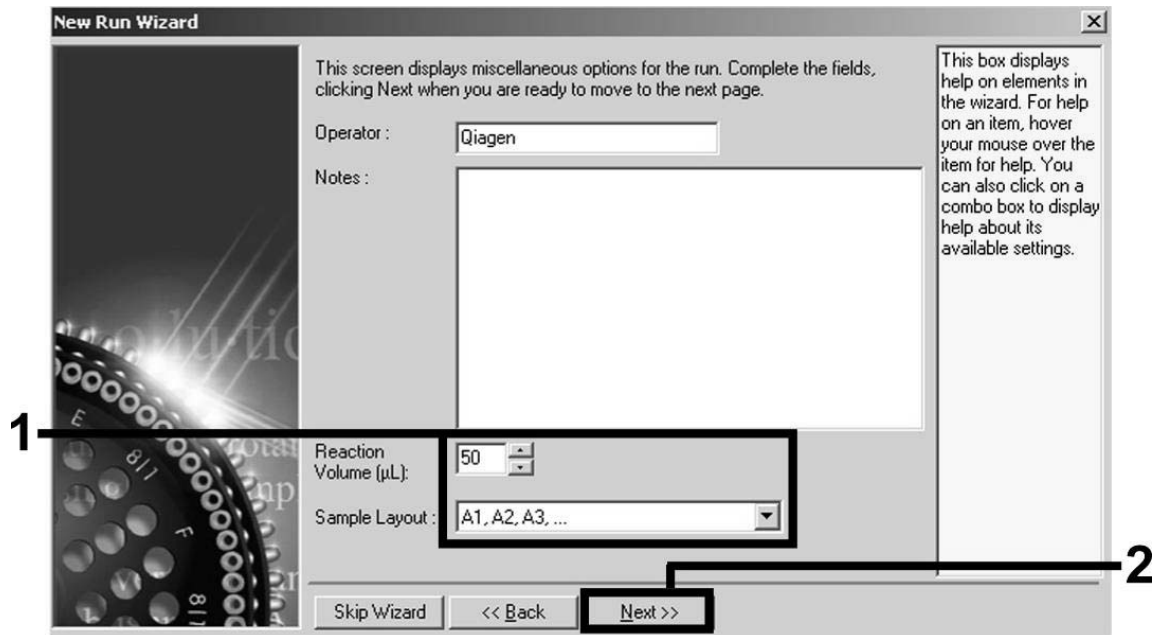 New Run Wizard
This screen displays miscellaneous options for the run. Complete the fields,
clicking Next when you are ready to move to the next page.
Operator :
Qiagen
Notes :
Reaction
Volume (µL):
50
Sample Layout :
A1, A2, A3, ...
Skip Wizard
<< Back
Next >>
This box displays
help on elements in
the wizard. For help
on an item, hover
your mouse over the
item for help. You
can also click on a
combo box to display
help about its
available settings.
1
2
E
8|1
F
8|1